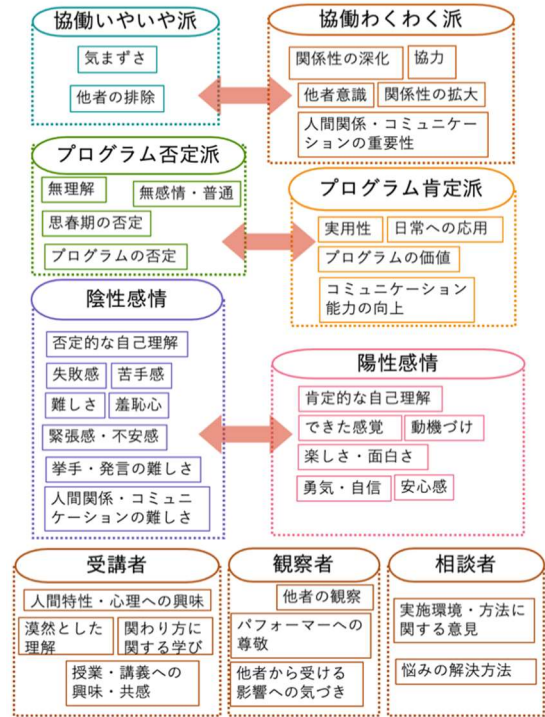 協働いやいや派
気まずさ
他者の排除
協働わくわく派
関係性の深化
協力
他者意識
関係性の拡大
人間関係・コミュニケー
ションの重要性
プログラム否定派
無理解
無感情・普通
思春期の否定
プログラムの否定
プログラム肯定派
実用性
日常への応用
プログラムの価値
コミュニケーション
能力の向上
陰性感情
否定的な自己理解
失敗感
苦手感
難しさ
羞恥心
緊張感・不安感
挙手・発言の難しさ
人間関係・コミュニ
ケーションの難しさ
陽性感情
肯定的な自己理解
できた感覚
動機づけ
楽しさ・面白さ
勇気・自信
安心感
受講者
人間特性・心理への興味
漠然とした
理解
関わり方に
関する学び
授業・講義への
興味・共感
観察者
他者の観察
パフォーマーへの
尊敬
他者から受ける
影響への気づき
相談者
実施環境・方法に
関する意見
悩みの解決方法